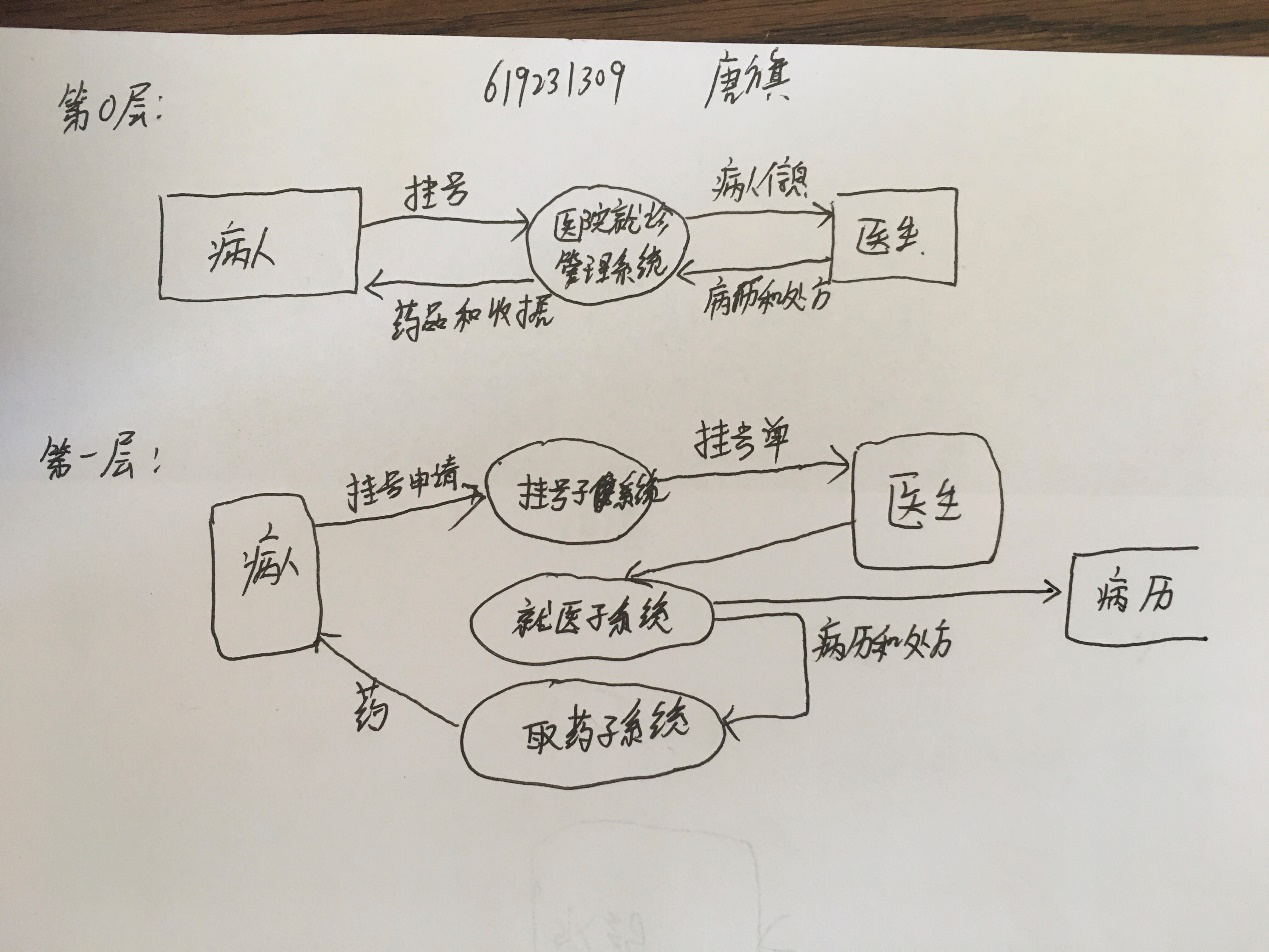 619231309 唐旗
第0层:
挂号
病人信息
病人
医院就诊
管理系统
医生
药品和收据
病历和处方
第一层:
挂号申请
挂号子系统
挂号单
医生
病人
就医子系统
病历
病历和处方
药
取药子系统